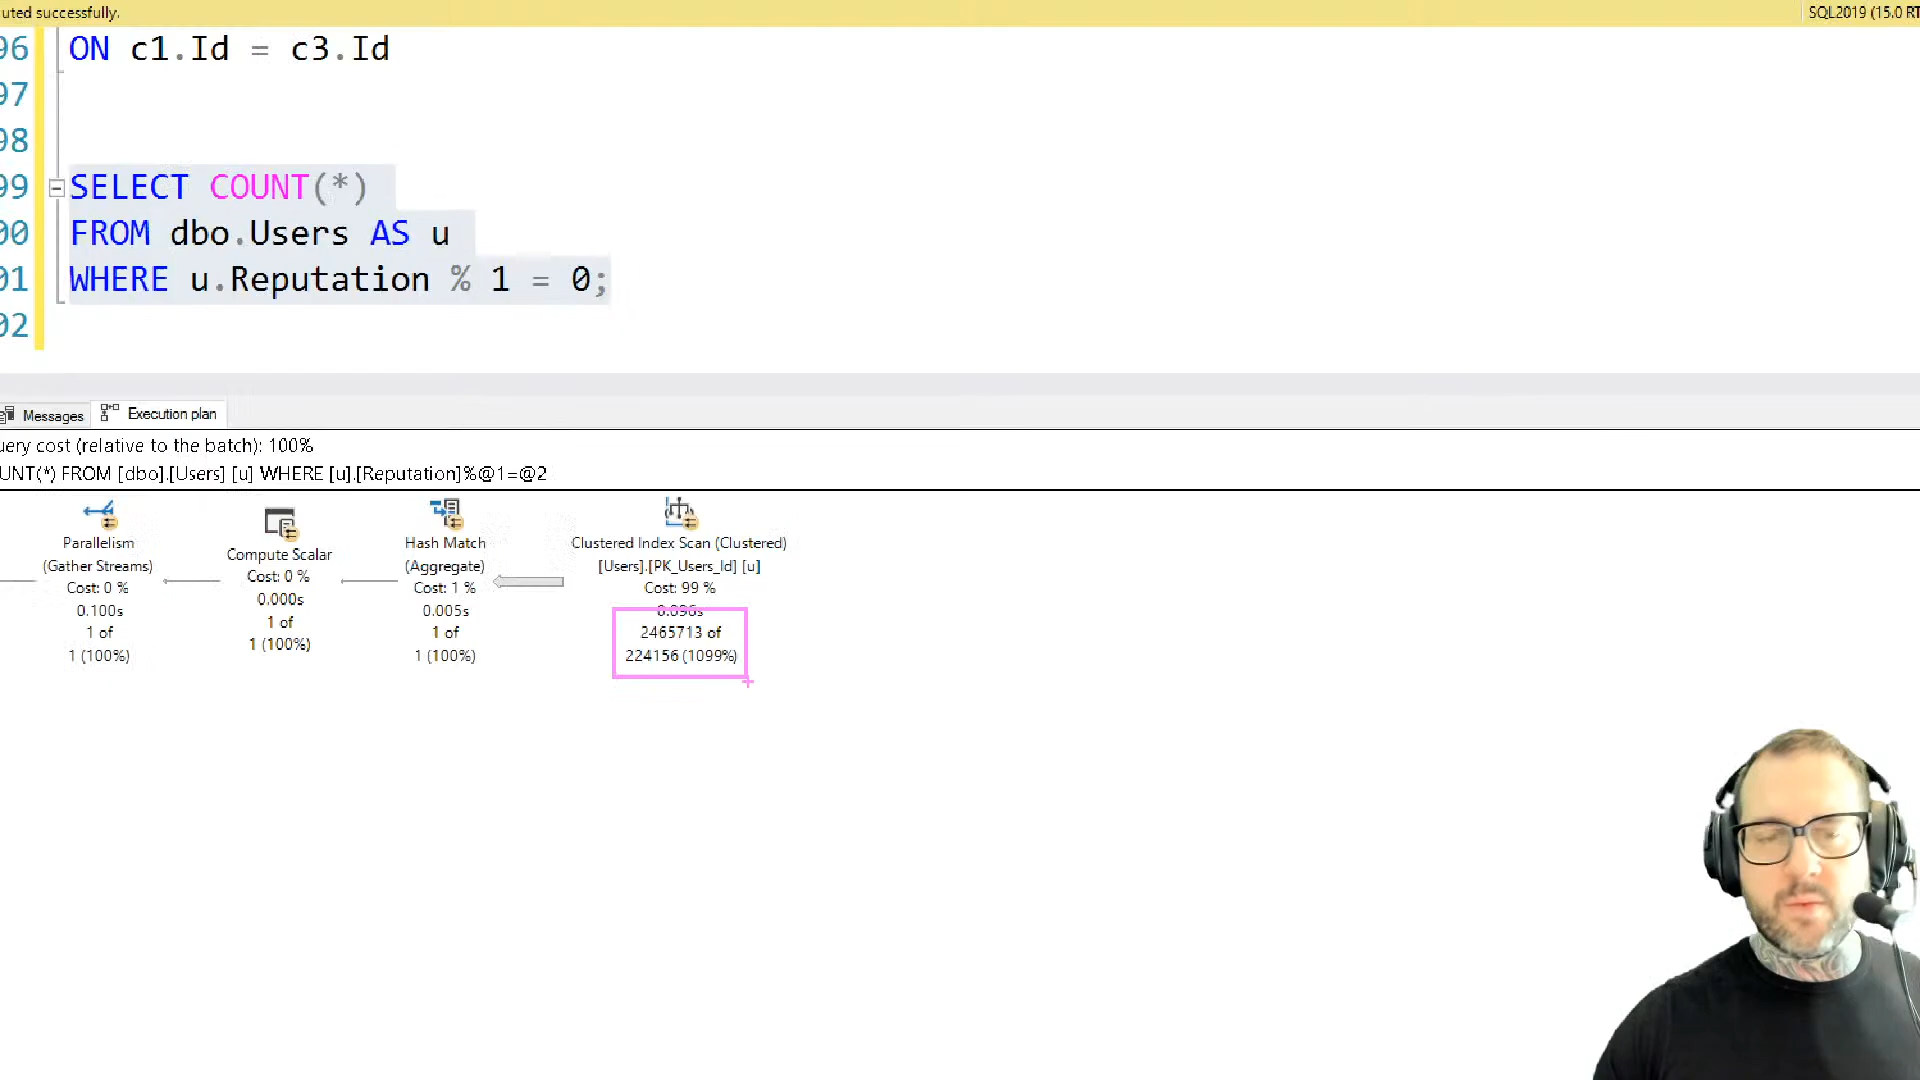 uted successfully.
SQL2019 (15.0 RT
96 ON c1.Id = c3.Id
97
98
99 SELECT COUNT(*)
00 FROM dbo.Users AS u
01 WHERE u.Reputation % 1 = 0;
02
Messages Execution plan
uery cost (relative to the batch): 100%
UNT(*) FROM [dbo].[Users] [u] WHERE [u].[Reputation]%@1=@2
Parallelism
(Gather Streams)
Cost: 0 %
0.100s
1 of
1 (100%)
Compute Scalar
Cost: 0 %
0.000s
1 of
1 (100%)
Hash Match
(Aggregate)
Cost: 1 %
0.005s
1 of
1 (100%)
Clustered Index Scan (Clustered)
[Users].[PK_Users_Id] [u]
Cost: 99 %
0.096s
2465713 of
224156 (1099%)